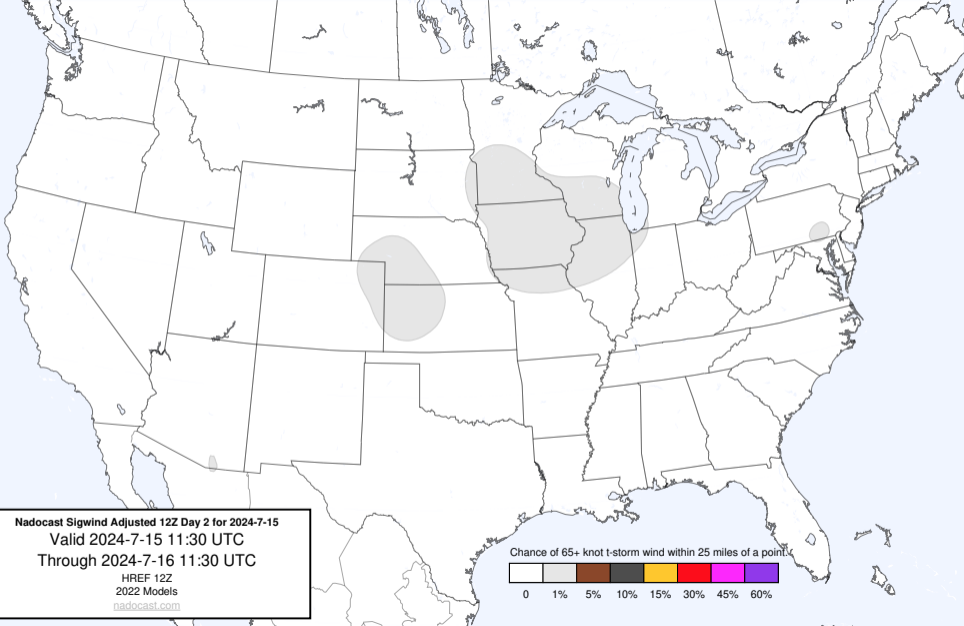 Nadocast Sigwind Adjusted 12Z Day 2 for 2024-7-15
Valid 2024-7-15 11:30 UTC
Through 2024-7-16 11:30 UTC
HREF 12Z
2022 Models
nadocast.com
Chance of 65+ knot t-storm wind within 25 miles of a point.
0 1% 5% 10% 15% 30% 45% 60%